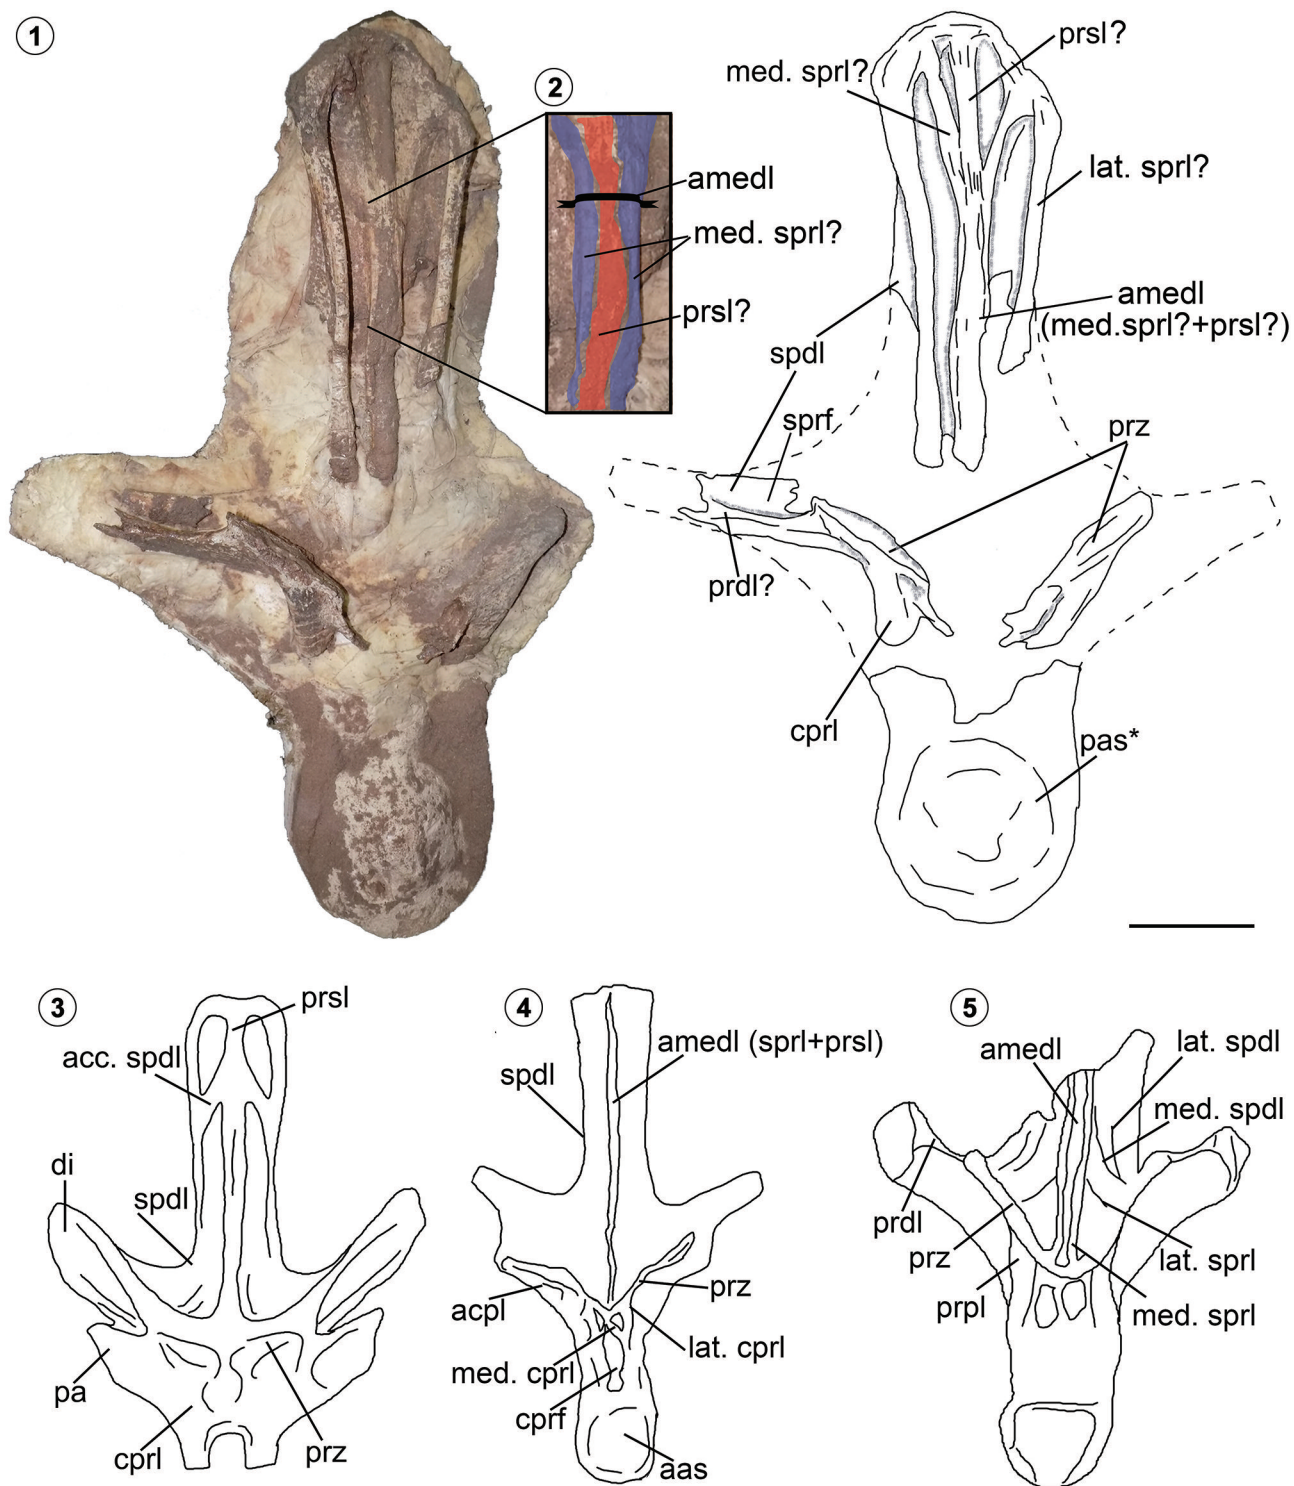 1
2
amedl
med. sprl?
prsl?
prsl?
med. sprl?
lat. sprl?
amedl
(med.sprl?+prsl?)
spdl
sprf
prz
prdl?
cprl
pas*
3
prsl
acc. spdl
di
spdl
pa
cprl
prz
4
amedl (sprl+prsl)
spdl
acpl
prz
lat. cprl
med. cprl
cprf
aas
5
amedl
lat. spdl
med. spdl
prdl
prz
prpl
lat. sprl
med. sprl